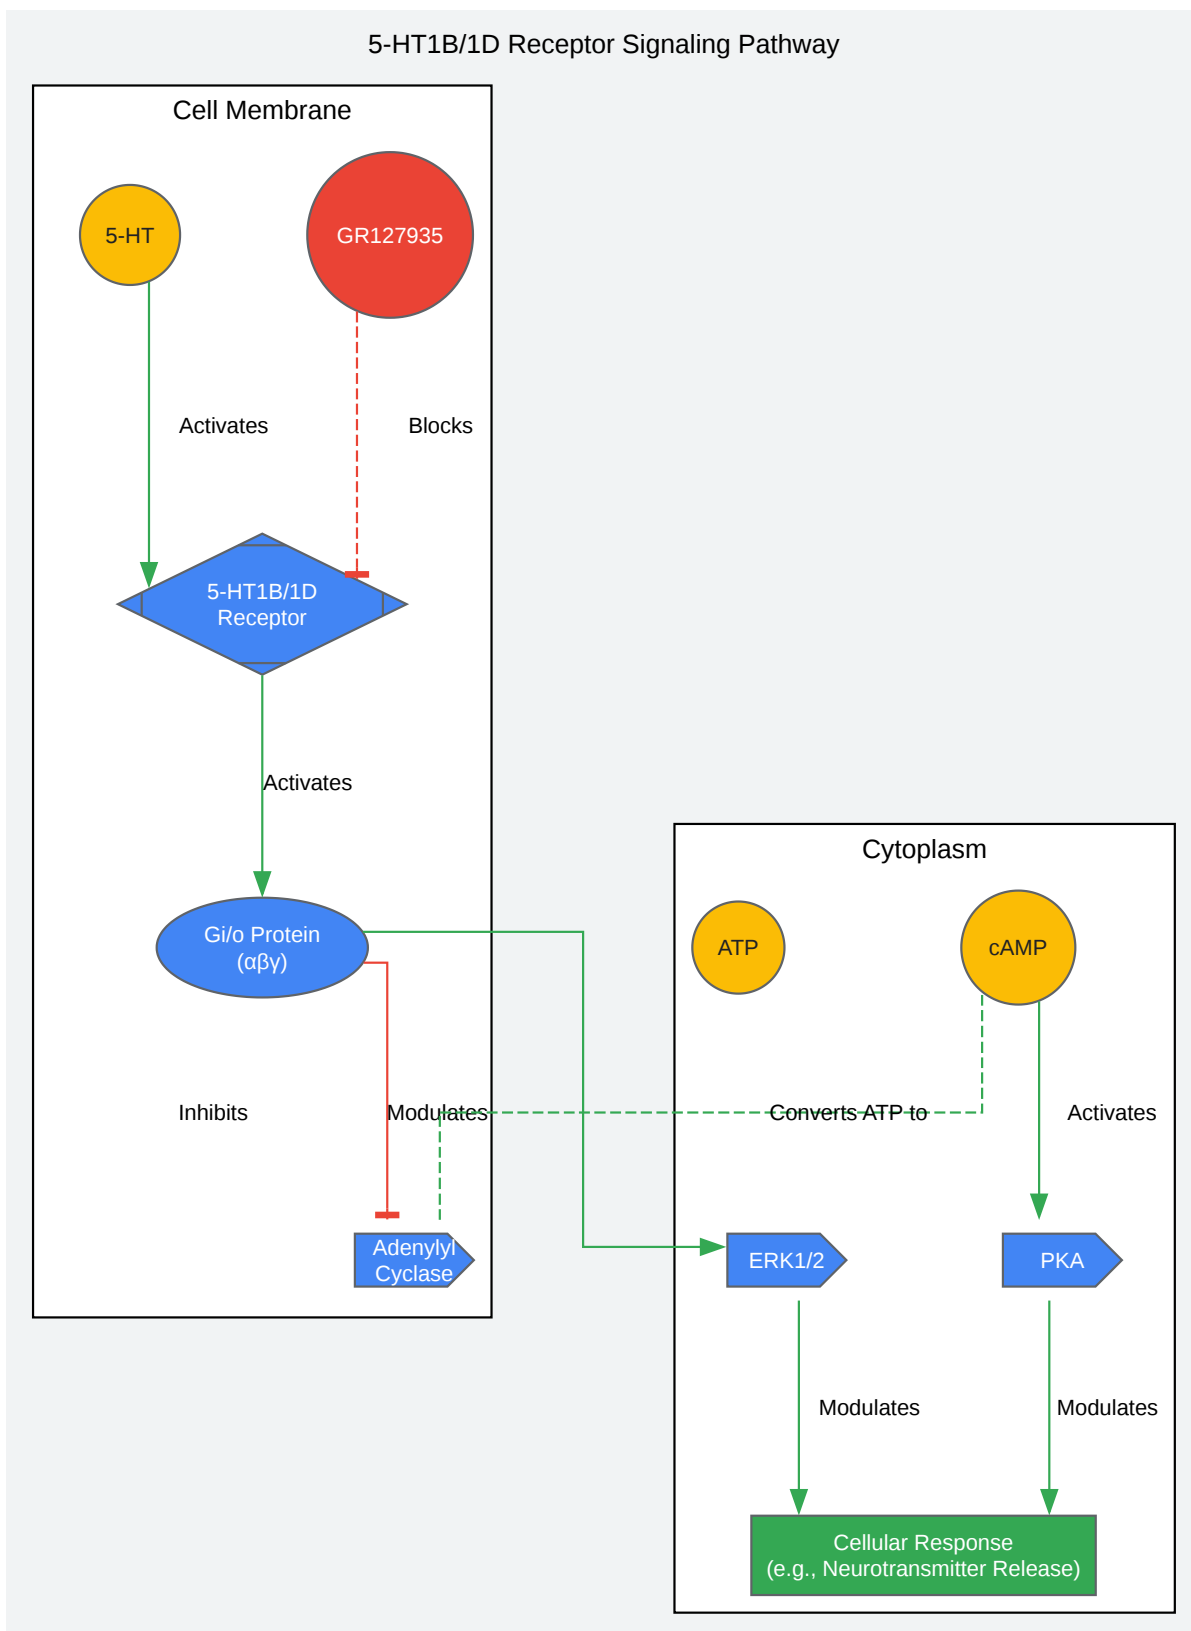 5-HT1B/1D Receptor Signaling Pathway
Cell Membrane
5-HT
GR127935
Activates
Blocks
5-HT1B/1D
Receptor
Activates
Gi/o Protein
(αβγ)
Inhibits
Modulates
Adenylyl
Cyclase
Cytoplasm
ATP
cAMP
Converts ATP to
Activates
ERK1/2
PKA
Modulates
Modulates
Cellular Response
(e.g., Neurotransmitter Release)